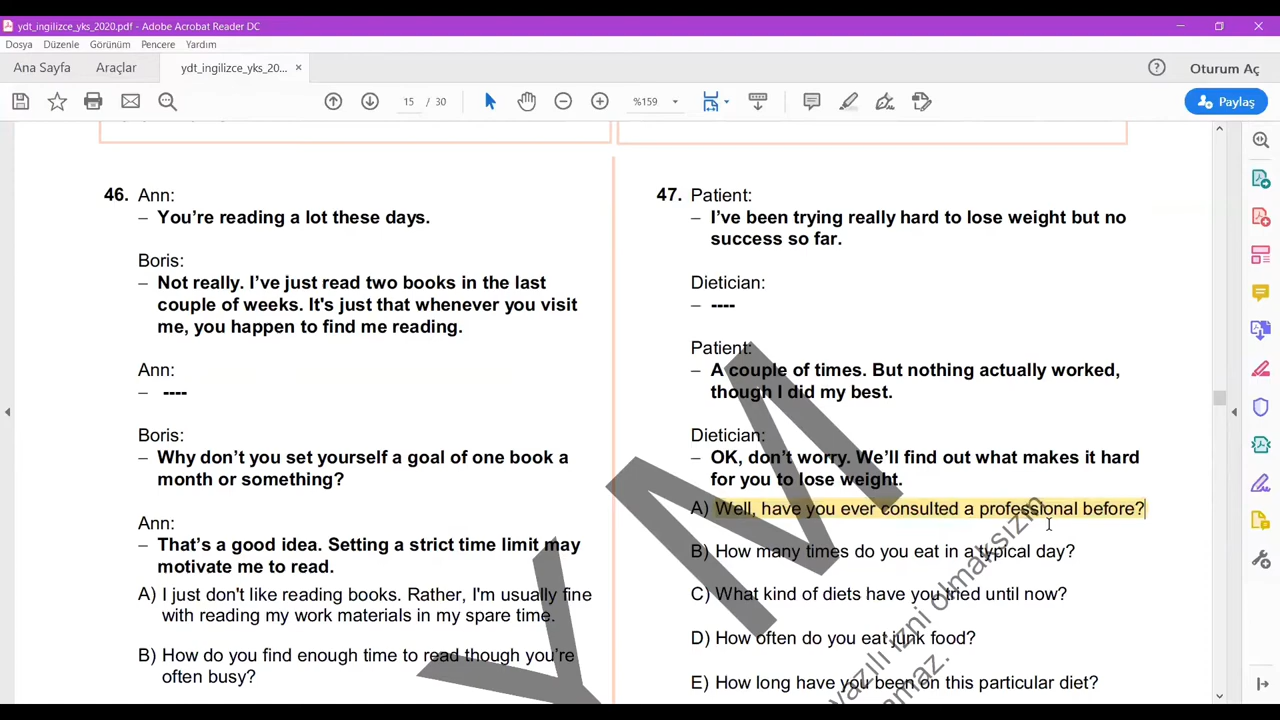 ydt_ingilizce_yks_2020.pdf - Adobe Acrobat Reader DC
Dosya Düzenle Görünüm Pencere Yardım
Ana Sayfa Araçlar ydt_ingilizce_yks_20... × Oturum Aç
15 / 30 %159 Paylaş
46. Ann:
– You're reading a lot these days.
Boris:
– Not really. I've just read two books in the last
couple of weeks. It's just that whenever you visit
me, you happen to find me reading.
Ann:
– ----
Boris:
– Why don't you set yourself a goal of one book a
month or something?
Ann:
– That's a good idea. Setting a strict time limit may
motivate me to read.
A) I just don't like reading books. Rather, I'm usually fine
with reading my work materials in my spare time.
B) How do you find enough time to read though you're
often busy?
47. Patient:
– I've been trying really hard to lose weight but no
success so far.
Dietician:
– ----
Patient:
– A couple of times. But nothing actually worked,
though I did my best.
Dietician:
– OK, don't worry. We'll find out what makes it hard
for you to lose weight.
A) Well, have you ever consulted a professional before?
B) How many times do you eat in a typical day?
C) What kind of diets have you tried until now?
D) How often do you eat junk food?
E) How long have you been on this particular diet?
Y M
yazılı izni olmaksızın
amaz.